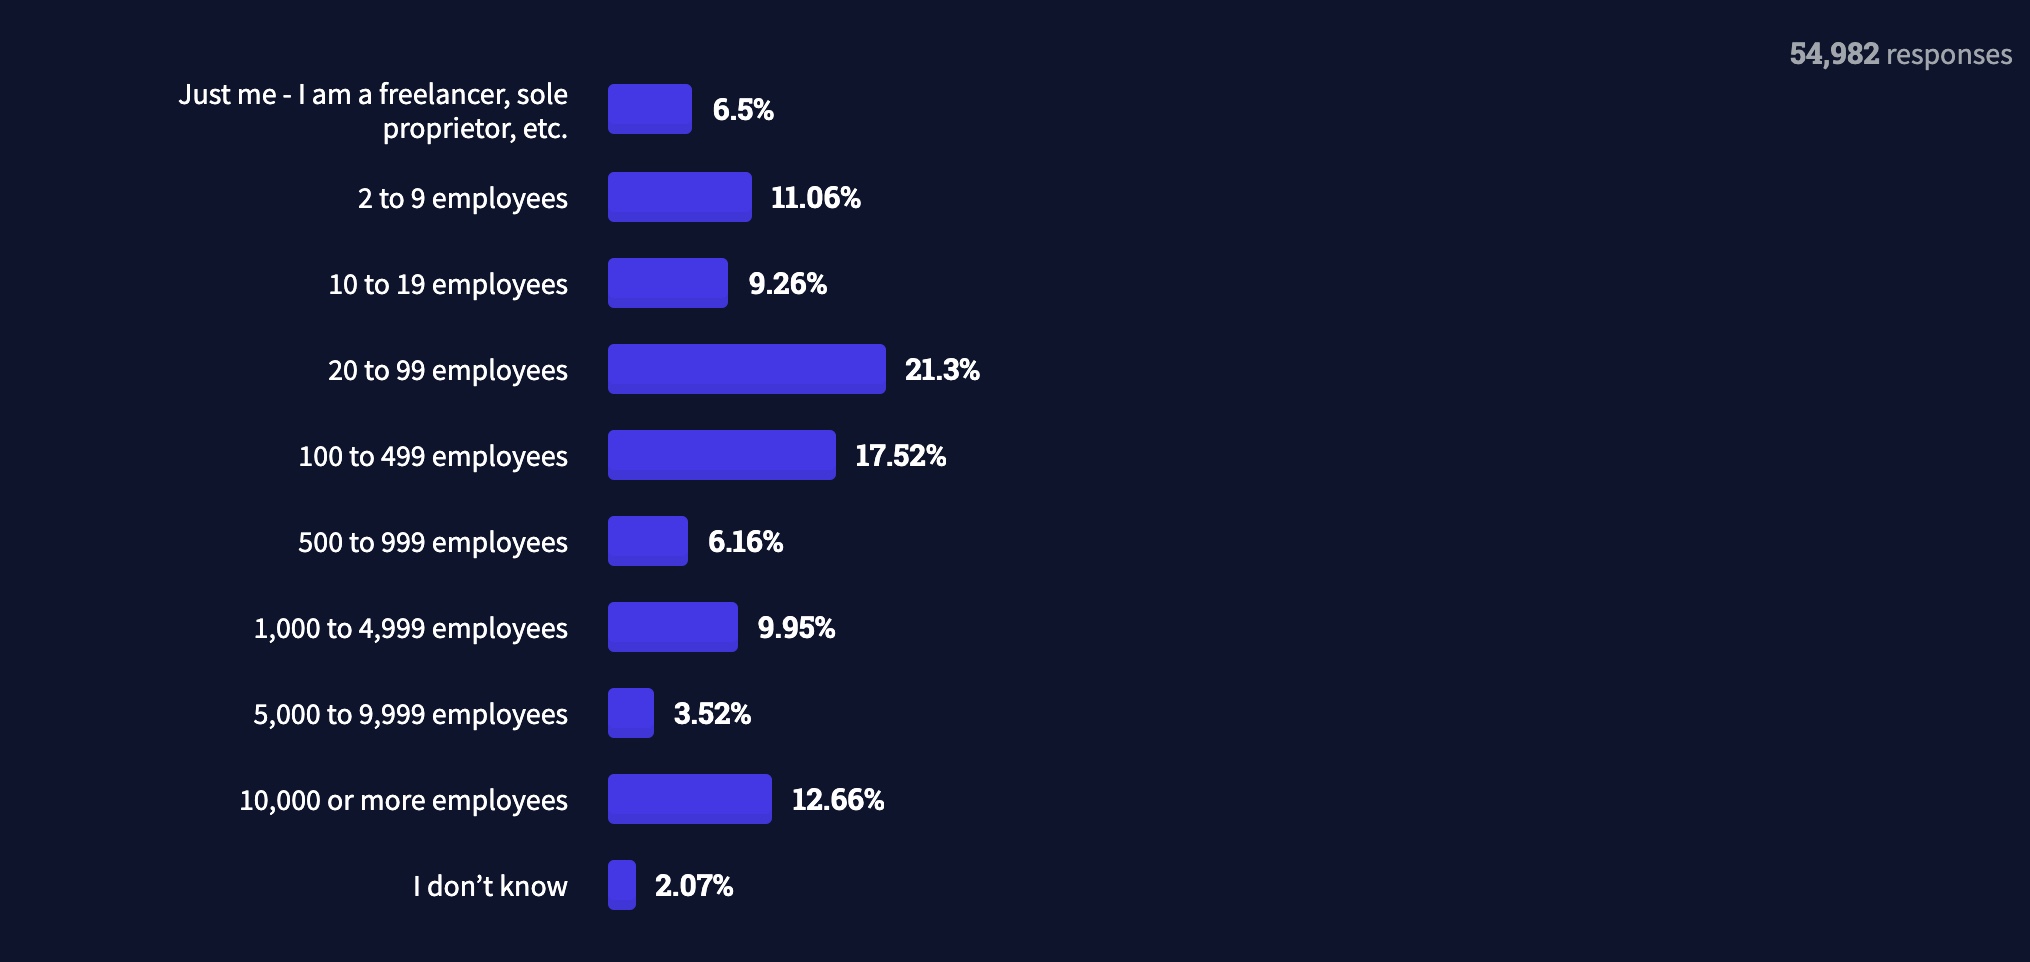 54,982 responses
Just me - I am a freelancer, sole
proprietor, etc.
6.5%
2 to 9 employees
11.06%
10 to 19 employees
9.26%
20 to 99 employees
21.3%
100 to 499 employees
17.52%
500 to 999 employees
6.16%
1,000 to 4,999 employees
9.95%
5,000 to 9,999 employees
3.52%
10,000 or more employees
12.66%
I don’t know
2.07%